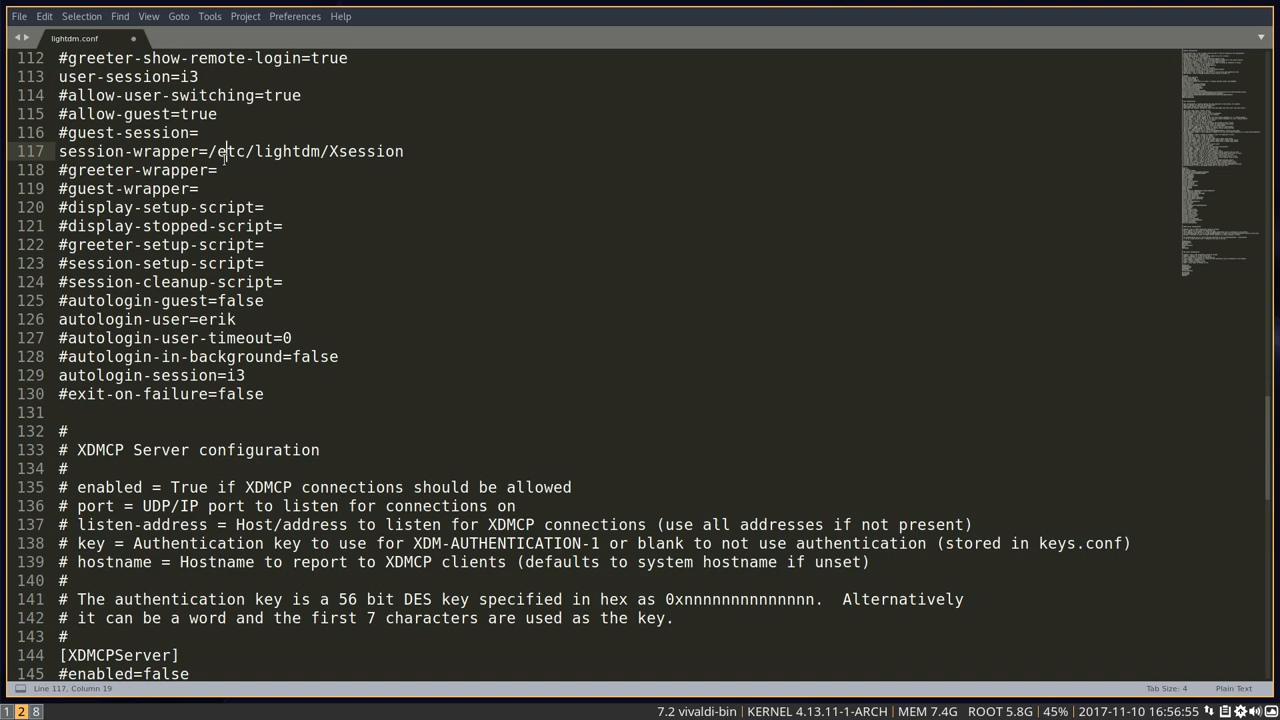 File Edit Selection Find View Goto Tools Project Preferences Help
lightdm.conf
112 #greeter-show-remote-login=true
113 user-session=i3
114 #allow-user-switching=true
115 #allow-guest=true
116 #guest-session=
117 session-wrapper=/etc/lightdm/Xsession
118 #greeter-wrapper=
119 #guest-wrapper=
120 #display-setup-script=
121 #display-stopped-script=
122 #greeter-setup-script=
123 #session-setup-script=
124 #session-cleanup-script=
125 #autologin-guest=false
126 autologin-user=erik
127 #autologin-user-timeout=0
128 #autologin-in-background=false
129 autologin-session=i3
130 #exit-on-failure=false
131
132 #
133 # XDMCP Server configuration
134 #
135 # enabled = True if XDMCP connections should be allowed
136 # port = UDP/IP port to listen for connections on
137 # listen-address = Host/address to listen for XDMCP connections (use all addresses if not present)
138 # key = Authentication key to use for XDM-AUTHENTICATION-1 or blank to not use authentication (stored in keys.conf)
139 # hostname = Hostname to report to XDMCP clients (defaults to system hostname if unset)
140 #
141 # The authentication key is a 56 bit DES key specified in hex as 0xnnnnnnnnnnnnnn.  Alternatively
142 # it can be a word and the first 7 characters are used as the key.
143 #
144 [XDMCPServer]
145 #enabled=false
Line 117, Column 19 Tab Size: 4 Plain Text
1 2 8 7.2 vivaldi-bin | KERNEL 4.13.11-1-ARCH | MEM 7.4G | ROOT 5.8G | 45% | 2017-11-10 16:56:55